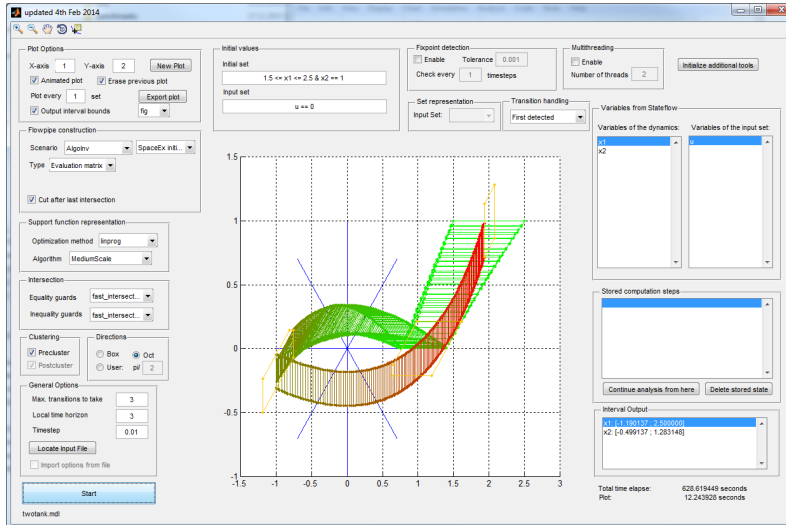 updated 4th Feb 2014
Plot Options
X-axis 1 Y-axis 2 New Plot
Animated plot Erase previous plot
Plot every 1 set Export plot
Output interval bounds fig
Flowpipe construction
Scenario AlgoInv SpaceEx initi...
Type Evaluation matrix
Cut after last intersection
Support function representation
Optimization method linprog
Algorithm MediumScale
Intersection
Equality guards fast_intersect...
Inequality guards fast_intersect...
Clustering
Precluster
Postcluster
Directions
Box Oct
User: pi/ 2
General Options
Max. transitions to take 3
Local time horizon 3
Timestep 0.01
Locate Input File
Import options from file
Start
twotank.mdl
Initial values
Initial set
1.5 <= x1 <= 2.5 & x2 == 1
Input set
u == 0
Fixpoint detection
Enable Tolerance 0.001
Check every 1 timesteps
Multithreading
Enable
Number of threads 2
Initialize additional tools
Set representation
Input Set:
Transition handling
First detected
1.5
1
0.5
0
-0.5
-1
-1.5 -1 -0.5 0 0.5 1 1.5 2 2.5 3
Variables from Stateflow
Variables of the dynamics: Variables of the input set:
x1 u
x2
Stored computation steps
Continue analysis from here Delete stored state
Interval Output
x1: [-1.190137 ; 2.500000]
x2: [-0.499137 ; 1.283148]
Total time elapse: 628.619449 seconds
Plot: 12.243928 seconds